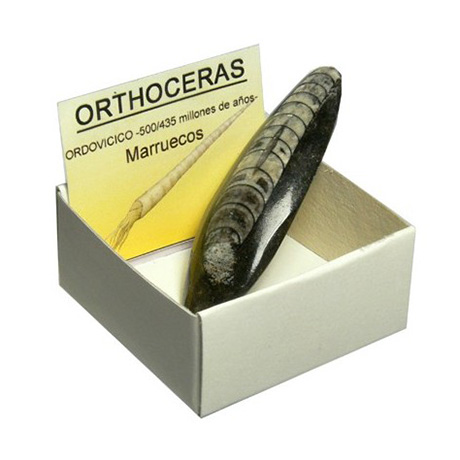 ORTHOCERAS
ORDOVICICO -500/435 millones de años-
Marruecos